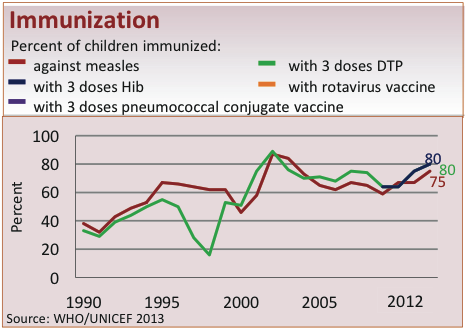 Immunization
Percent of children immunized:
against measles
with 3 doses DTP
with 3 doses Hib
with rotavirus vaccine
with 3 doses pneumococcal conjugate vaccine
100
80
60
40
20
0
Percent
80
80
75
1990 1995 2000 2005 2012
Source: WHO/UNICEF 2013